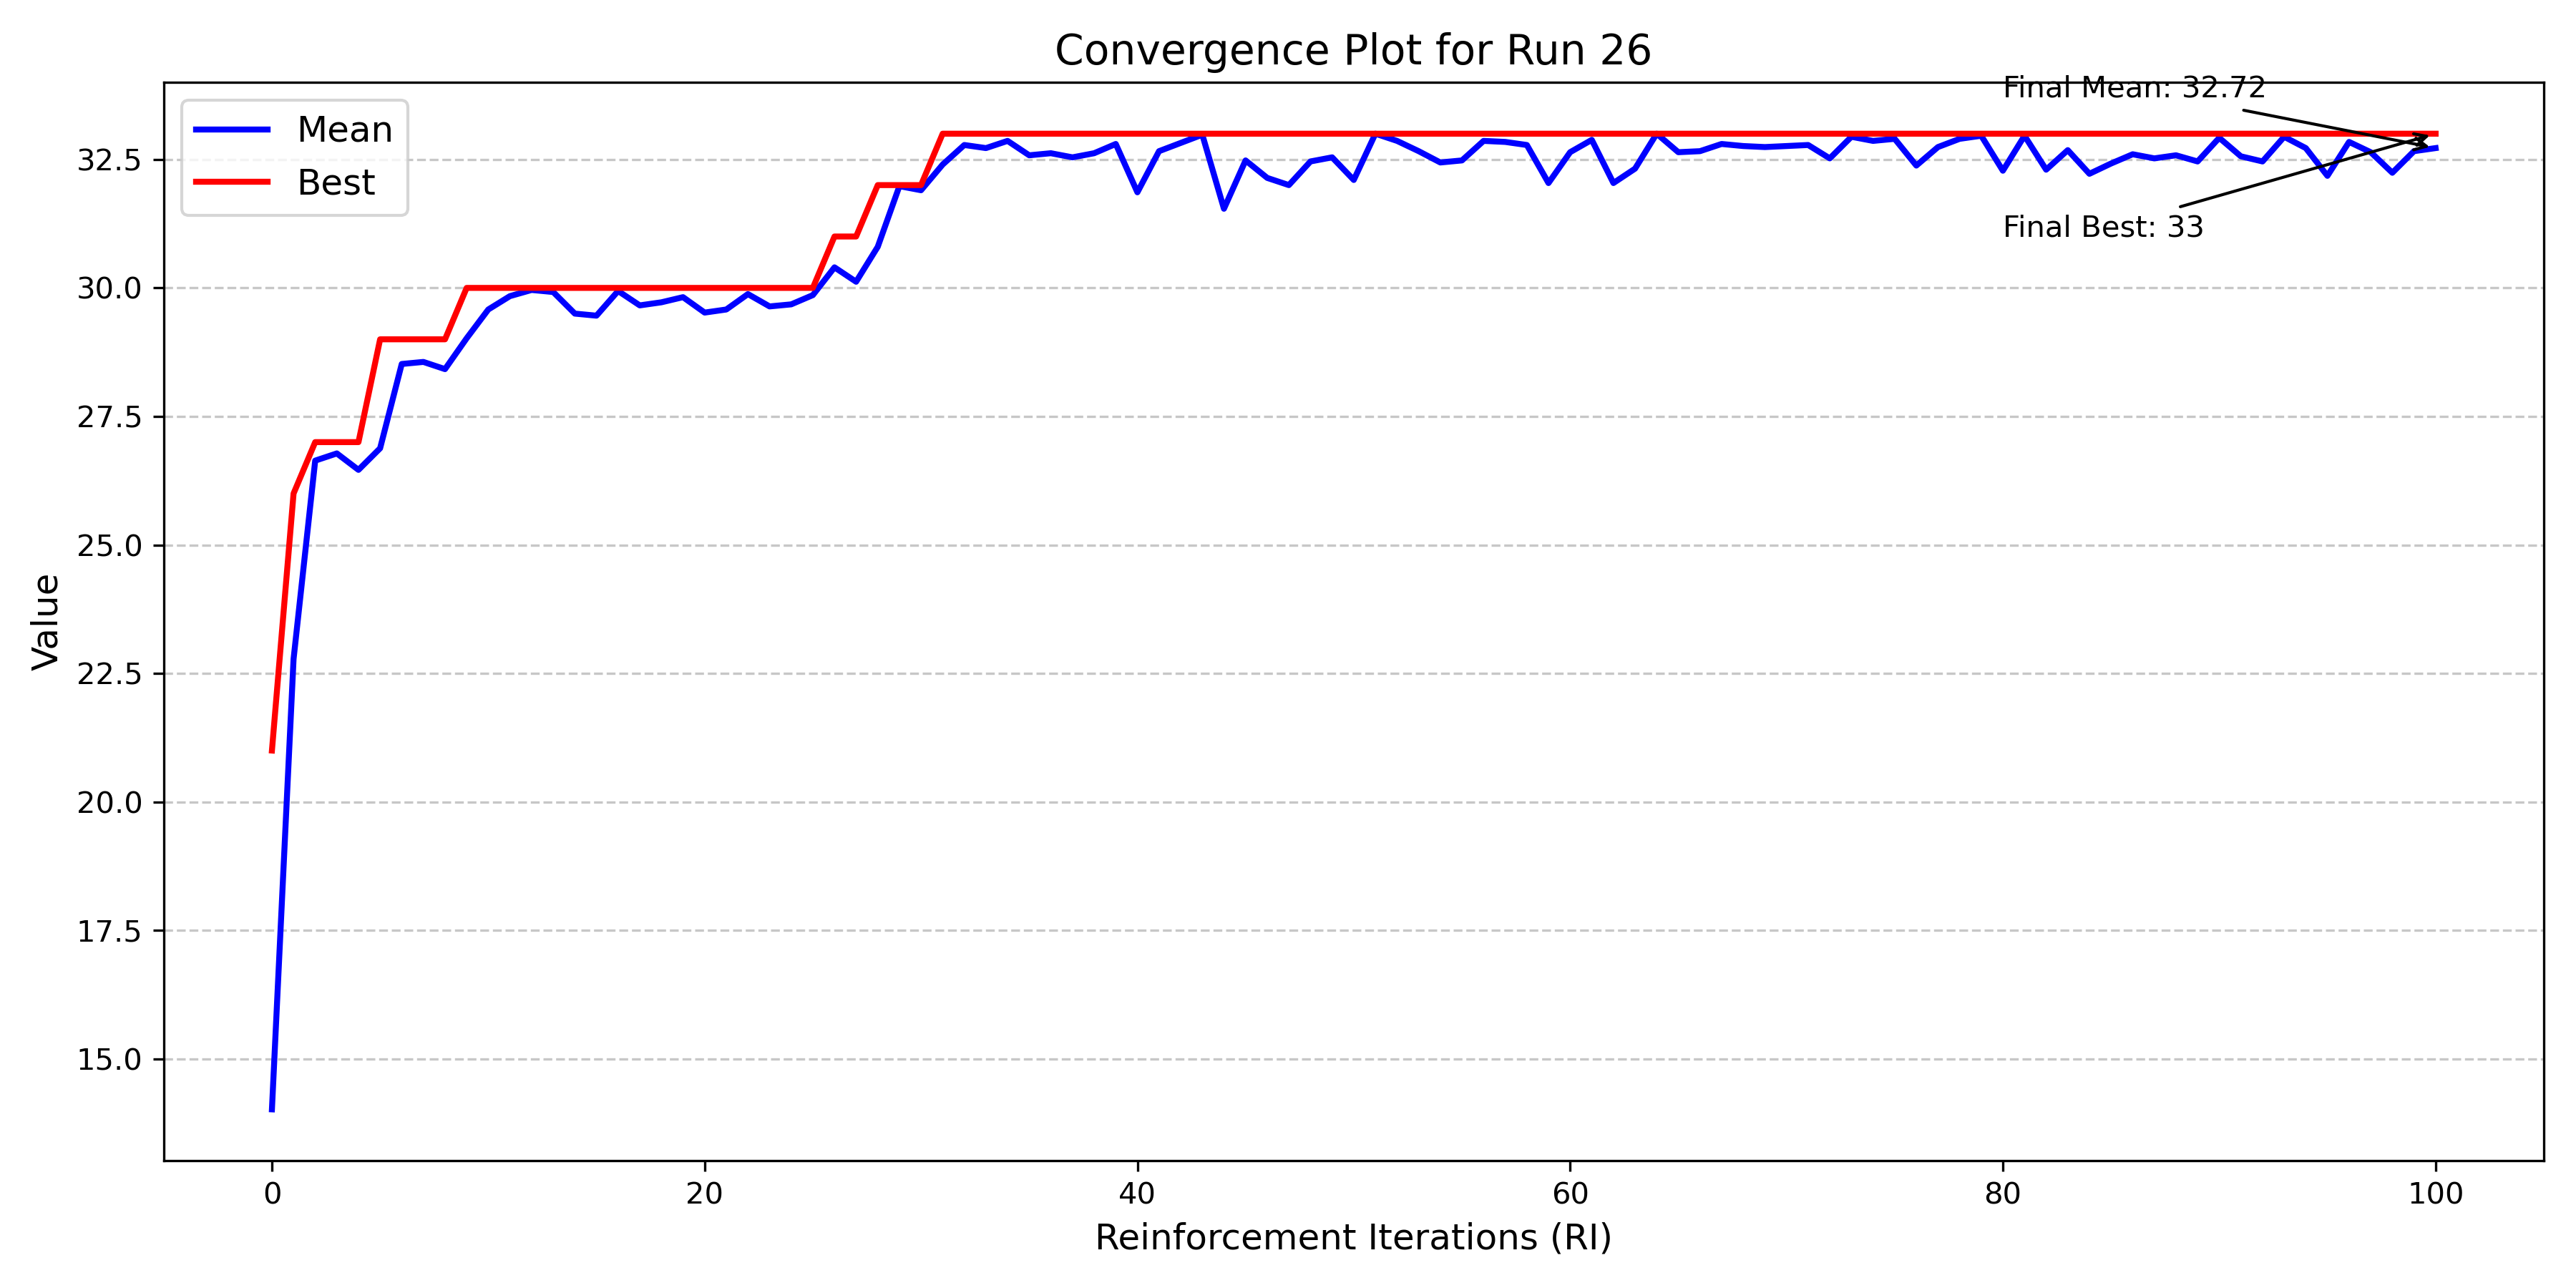 Convergence Plot for Run 26
Mean
Best
Final Mean: 32.72
Final Best: 33
Value
32.5
30.0
27.5
25.0
22.5
20.0
17.5
15.0
0 20 40 60 80 100
Reinforcement Iterations (RI)